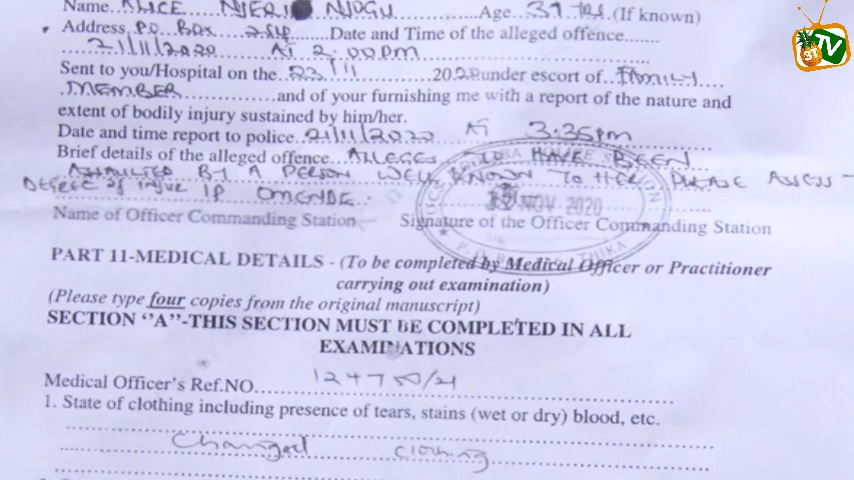 Name ALICE NJERI NJOGU Age 39 YRS (If known)
Address P.O. BOX Date and Time of the alleged offence
21/11/2020 AT 2:00PM
Sent to you/Hospital on the 23/11 2020 under escort of FAMILY
MEMBER and of your furnishing me with a report of the nature and
extent of bodily injury sustained by him/her.
Date and time report to police 21/11/2020 AT 3:35pm
Brief details of the alleged offence ALLEGES TO HAVE BEEN
ASSAULTED BY A PERSON WELL KNOWN TO HER PLEASE ASSESS -
DEGREE of injury IP OMENDE.
NOV 2020
Name of Officer Commanding Station Signature of the Officer Commanding Station
THIKA
PART 11-MEDICAL DETAILS - (To be completed by Medical Officer or Practitioner
carrying out examination)
(Please type four copies from the original manuscript)
SECTION ‘’A’’-THIS SECTION MUST BE COMPLETED IN ALL
EXAMINATIONS
Medical Officer's Ref.NO.
1. State of clothing including presence of tears, stains (wet or dry) blood, etc.
Changed clothing
TV